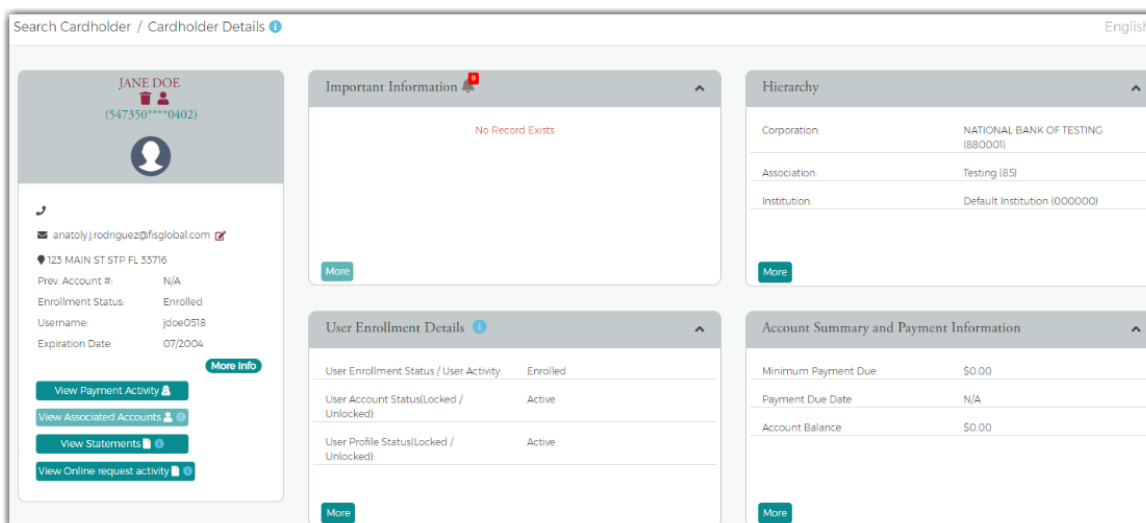 Search Cardholder / Cardholder Details
English
JANE DOE
(547350****0402)
anatoly.j.rodriguez@fisglobal.com
123 MAIN ST STP FL 33716
Prev. Account #: N/A
Enrollment Status: Enrolled
Username: jdoe0518
Expiration Date: 07/2004
More Info
View Payment Activity
View Associated Accounts
View Statements
View Online request activity
Important Information
0
No Record Exists
More
Hierarchy
Corporation: NATIONAL BANK OF TESTING
(880001)
Association: Testing (85)
Institution: Default Institution (000000)
More
User Enrollment Details
User Enrollment Status / User Activity: Enrolled
User Account Status(Locked / Active
Unlocked):
User Profile Status(Locked / Active
Unlocked):
More
Account Summary and Payment Information
Minimum Payment Due: $0.00
Payment Due Date N/A
Account Balance $0.00
More